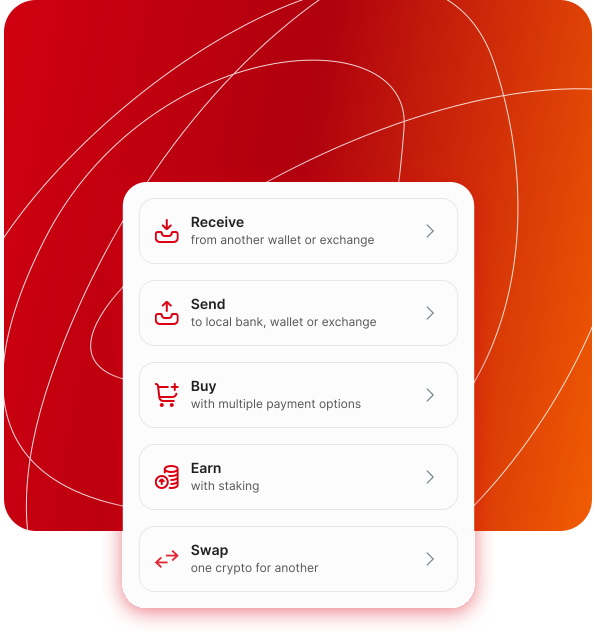 Receive
from another wallet or exchange
Send
to local bank, wallet or exchange
Buy
with multiple payment options
Earn
with staking
Swap
one crypto for another